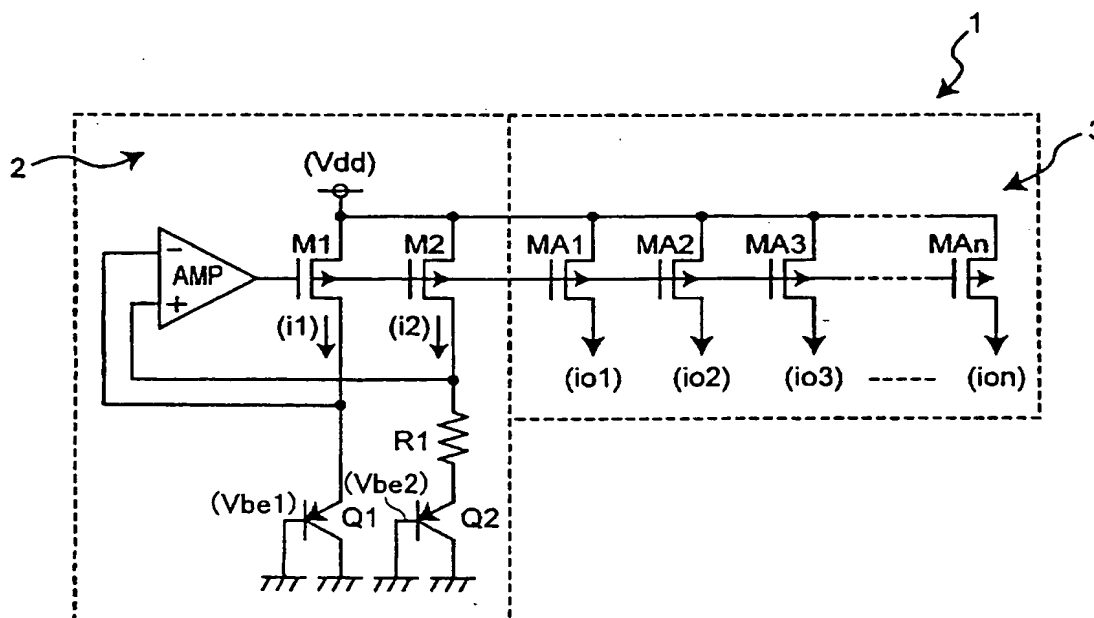 1
2
3
(Vdd)
M1
M2
MA1
MA2
MA3
MAn
−
AMP
+
(i1)
(i2)
(io1)
(io2)
(io3)
(ion)
R1
(Vbe1)
(Vbe2)
Q1
Q2